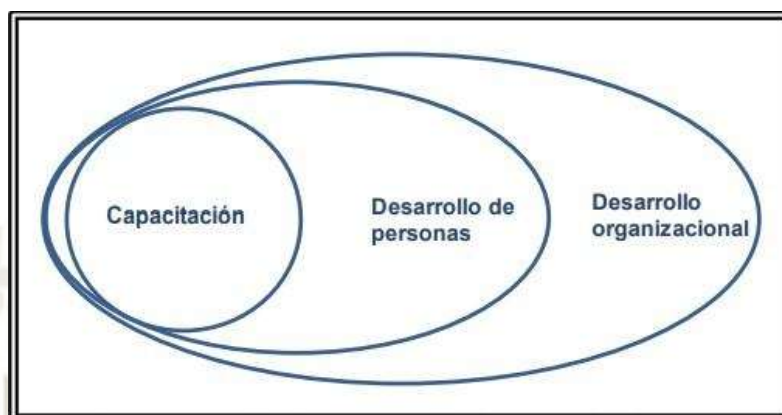 Capacitación
Desarrollo de
personas
Desarrollo
organizacional